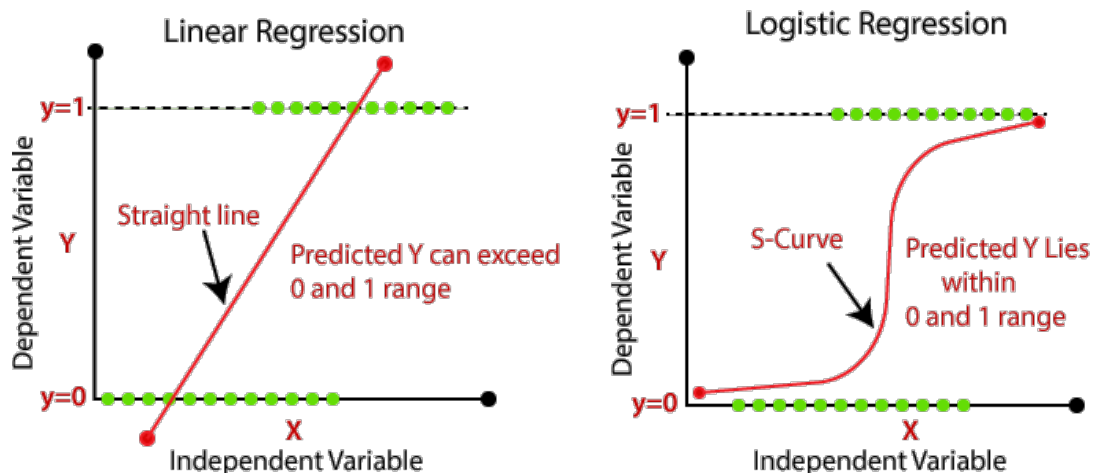 Linear Regression
y=1
Dependent Variable
Y
Straight line
Predicted Y can exceed
0 and 1 range
y=0
X
Independent Variable
Logistic Regression
y=1
Dependent Variable
Y
S-Curve
Predicted Y Lies
within
0 and 1 range
y=0
X
Independent Variable